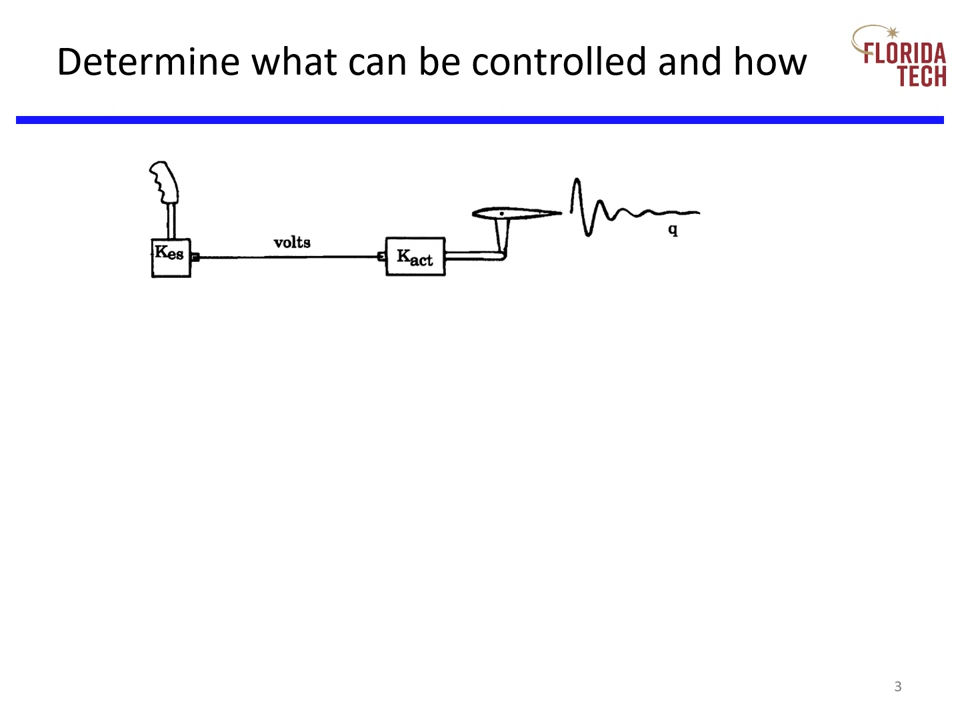 Determine what can be controlled and how
FLORIDA
TECH
Kes
volts
Kact
q
3